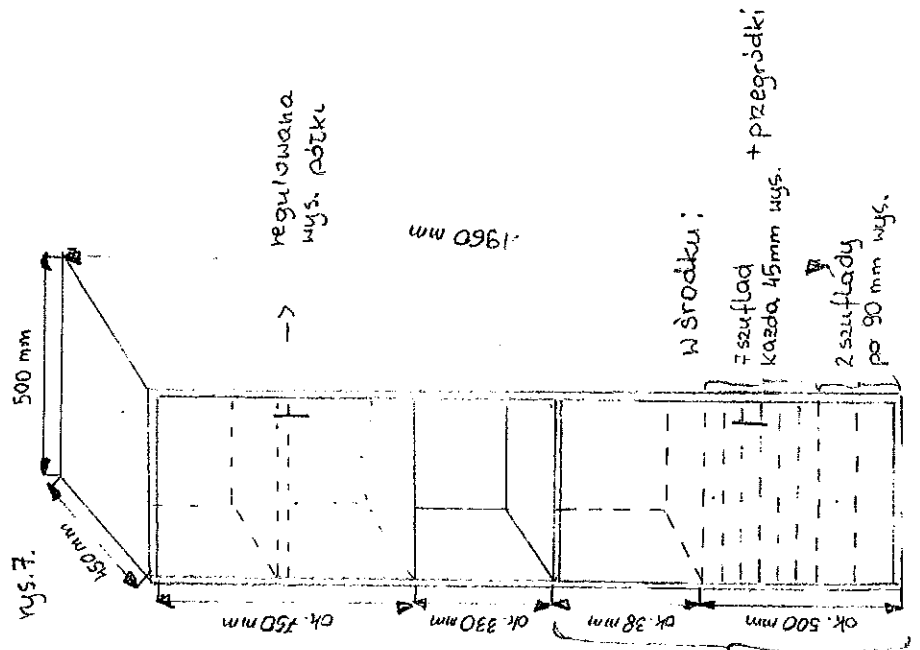 rys. 7.
500 mm
450 mm
1960 mm
ok. 750 mm
ok. 330 mm
ok. 38 mm
ok. 500 mm
—> regulowana
wys. półki
W środku:
7 szuflad
każda 45mm wys.
+ przegródki
2 szuflady
po 90 mm wys.